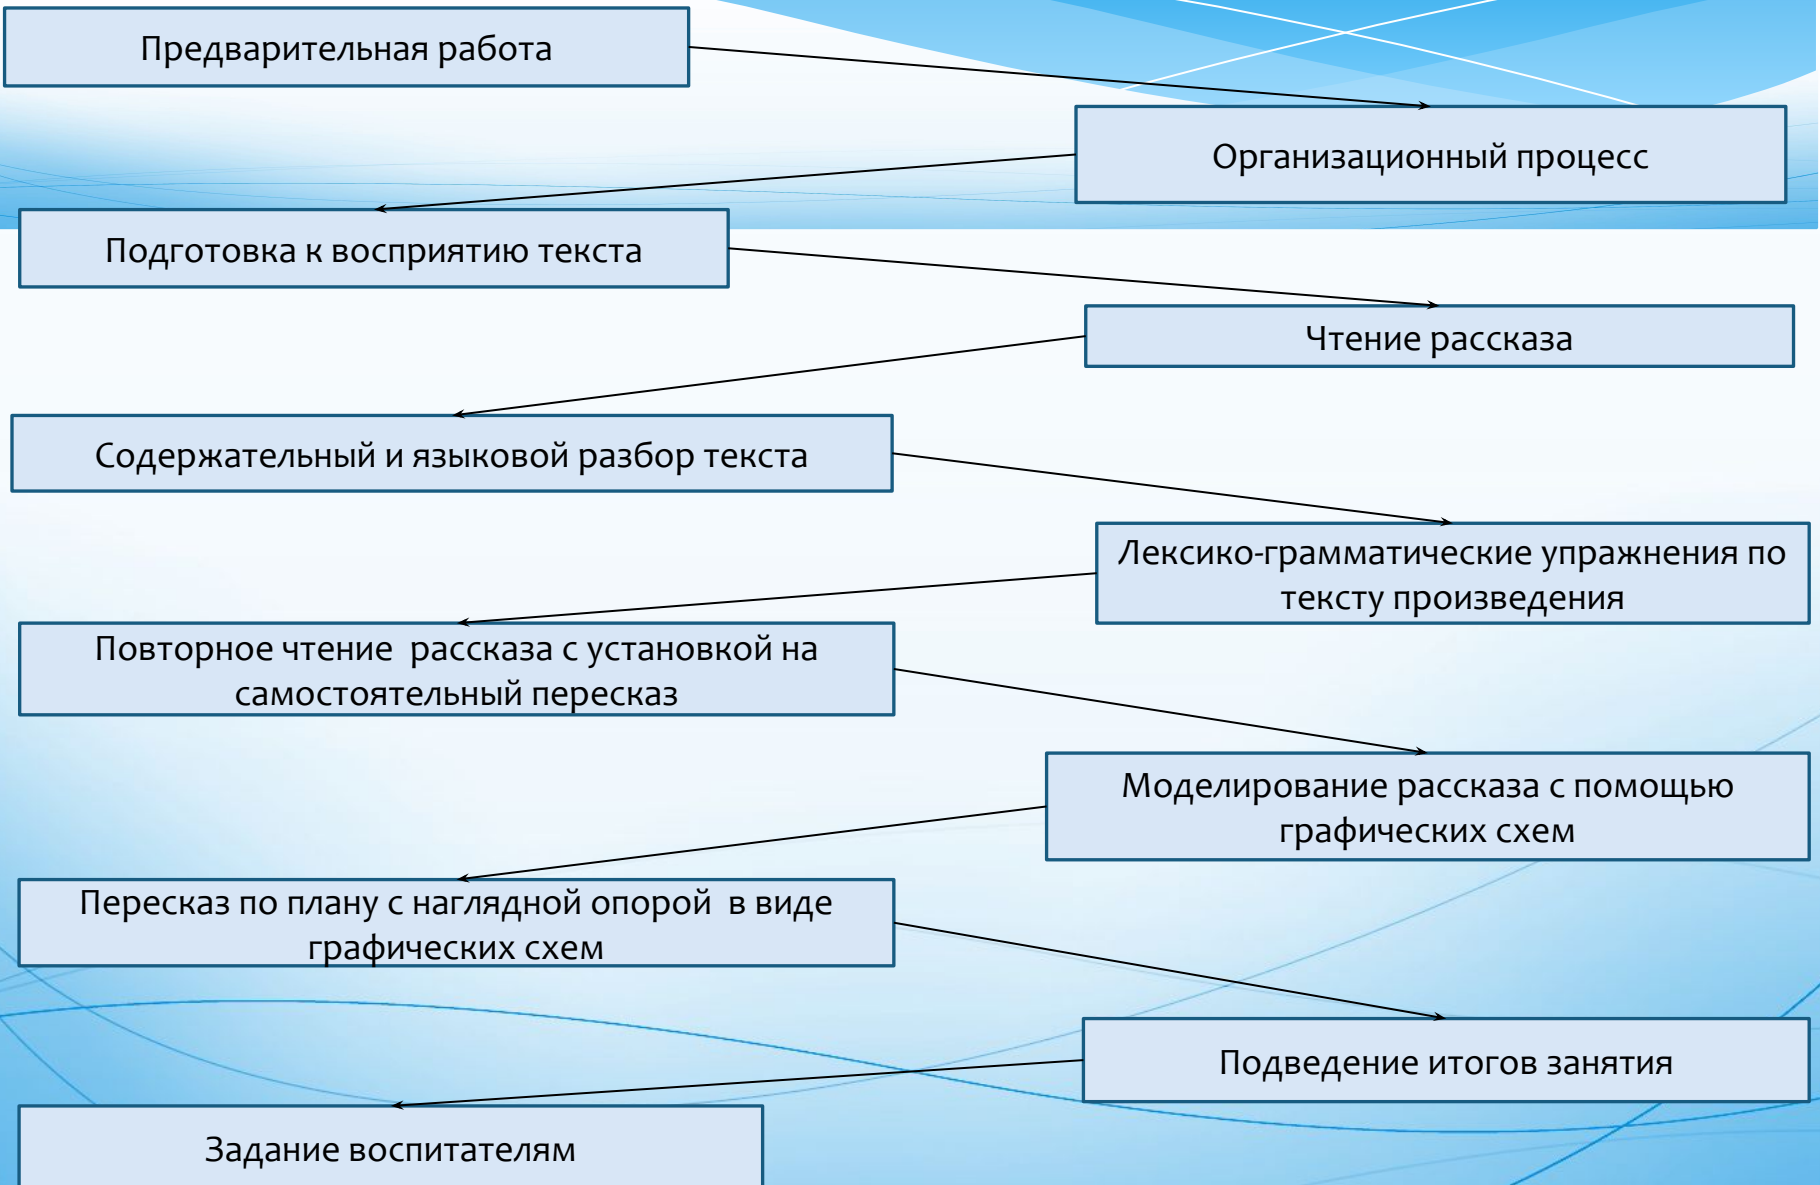 Предварительная работа
Организационный процесс
Подготовка к восприятию текста
Чтение рассказа
Содержательный и языковой разбор текста
Лексико-грамматические упражнения по
тексту произведения
Повторное чтение  рассказа с установкой на
самостоятельный пересказ
Моделирование рассказа с помощью
графических схем
Пересказ по плану с наглядной опорой  в виде
графических схем
Подведение итогов занятия
Задание воспитателям